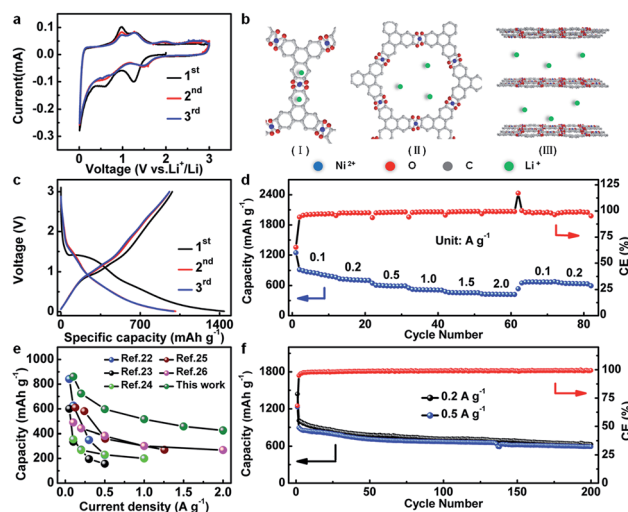 a
0.1
0.0
-0.1
-0.2
-0.3
Current(mA)
1st
2nd
3rd
0 1 2 3
Voltage (V vs.Li+/Li)
b
( I ) ( II ) (III)
Ni2+ O C Li+
c
3
2
1
0
Voltage (V)
1st
2nd
3rd
0 400 800 1200 1600
Specific capacity (mAh g-1)
d
2400
1800
1200
600
0
Capacity (mAh g-1)
Unit: A g-1
0.1 0.2 0.5 1.0 1.5 2.0 0.1 0.2
0 20 40 60 80
Cycle Number
125
100
75
50
25
0
CE (%)
e
1000
800
600
400
200
0
Capacity (mAh g-1)
Ref.22 Ref.25
Ref.23 Ref.26
Ref.24 This work
0.0 0.5 1.0 1.5 2.0
Current density (A g-1)
f
1800
1200
600
0
Capacity (mAh g-1)
0.2 A g-1
0.5 A g-1
0 50 100 150 200
Cycle Number
100
75
50
25
0
CE (%)